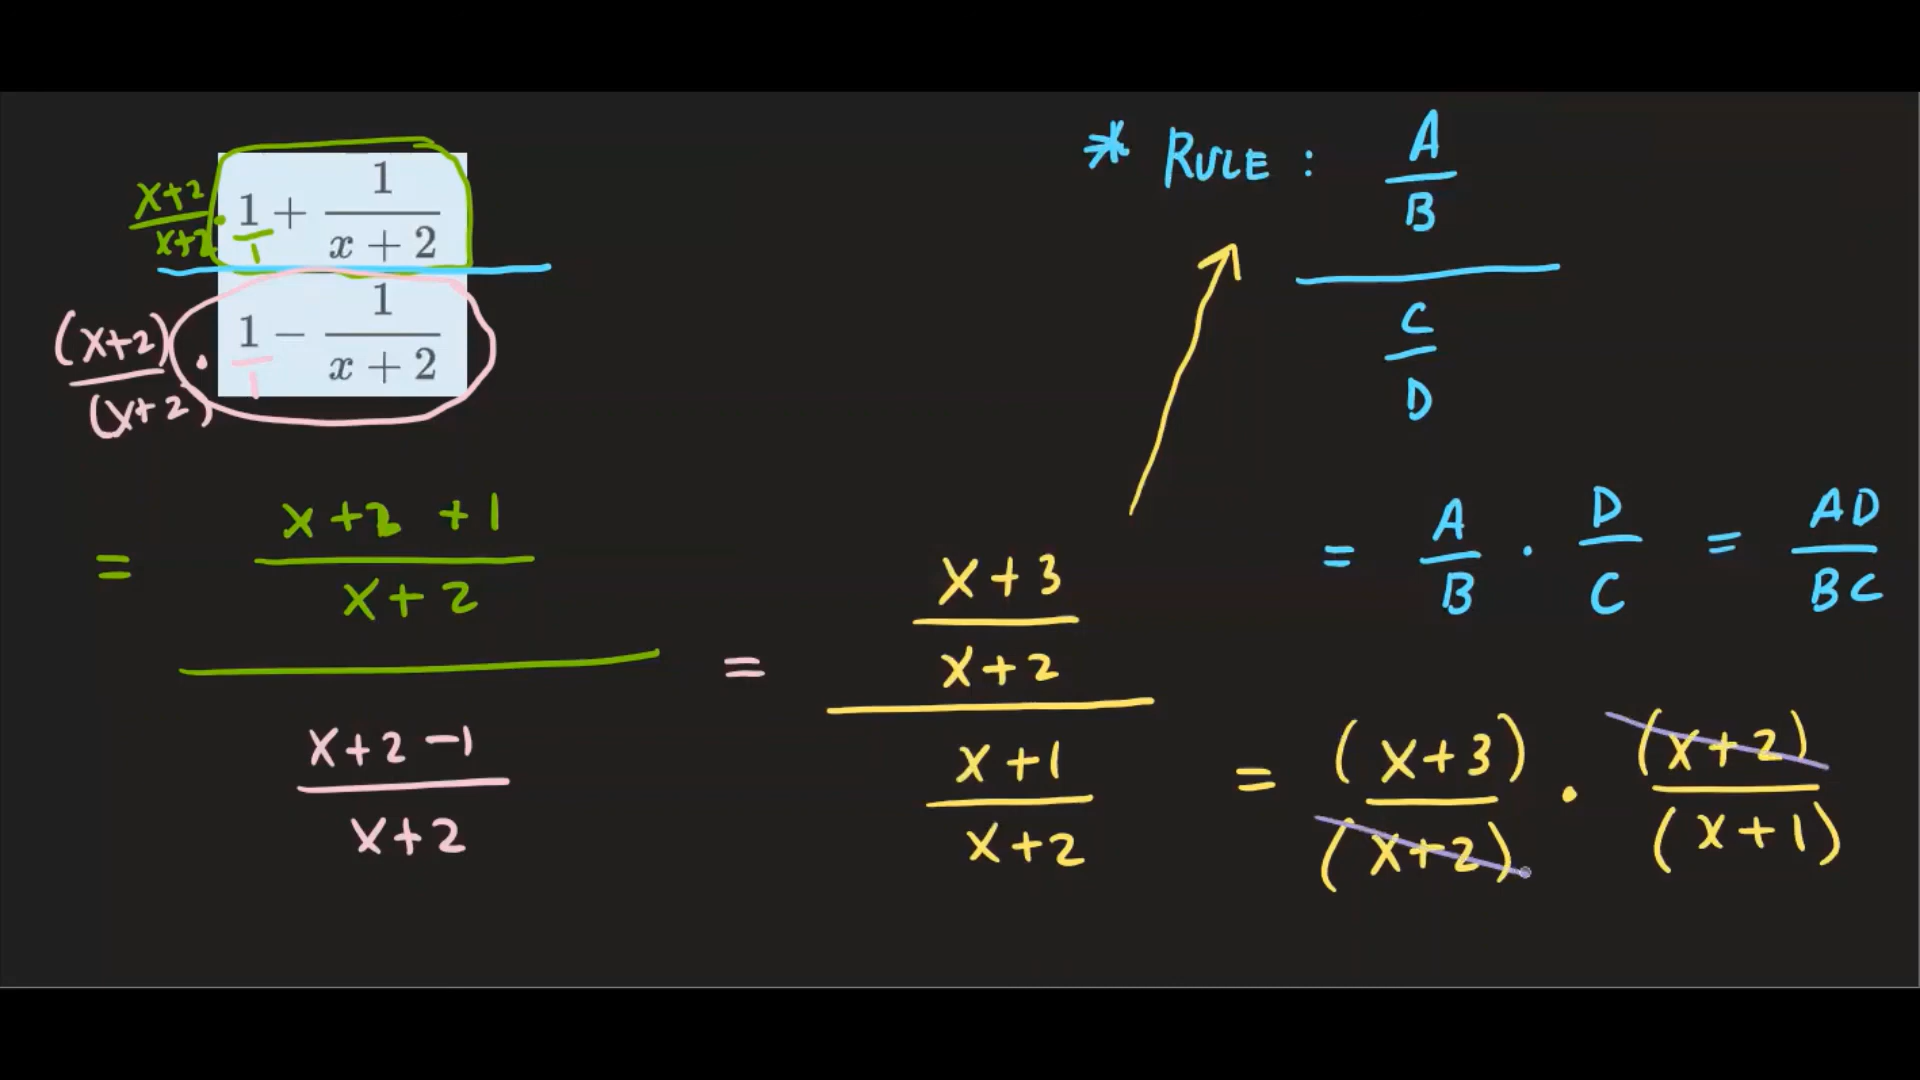 x+2/x+2 · 1/1 + 1/(x + 2)
(x+2)/(x+2) · 1/1 − 1/(x + 2)
* RULE : A/B / C/D
= A/B · D/C = AD/BC
= (x+2 +1)/(x+2) / (x+2 −1)/(x+2) = (x+3)/(x+2) / (x+1)/(x+2) = (x+3)/(x+2) · (x+2)/(x+1)